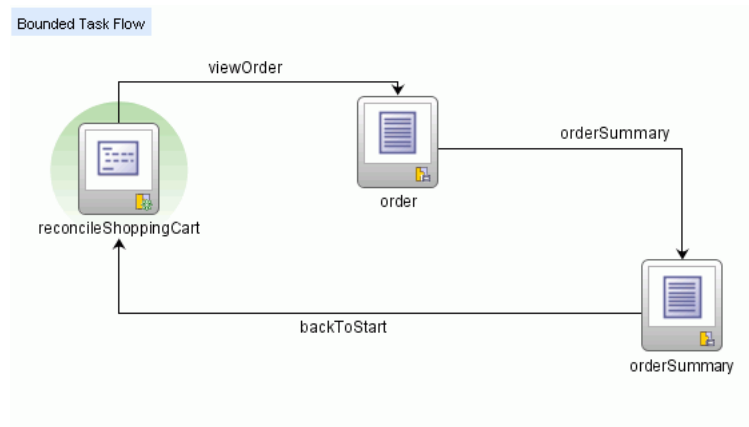 Bounded Task Flow
viewOrder
orderSummary
order
reconcileShoppingCart
backToStart
orderSummary